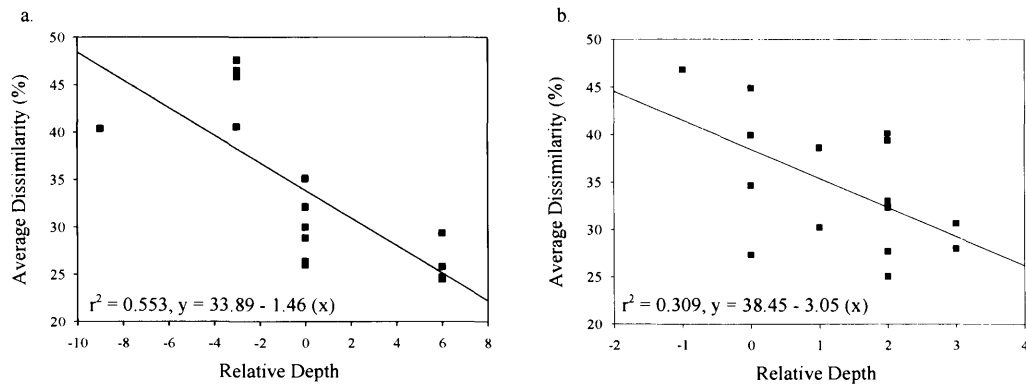 a.
50
45
40
35
30
25
20
Average Dissimilarity (%)
r² = 0.553, y = 33.89 - 1.46 (x)
-10 -8 -6 -4 -2 0 2 4 6 8
Relative Depth
b.
50
45
40
35
30
25
20
Average Dissimilarity (%)
r² = 0.309, y = 38.45 - 3.05 (x)
-2 -1 0 1 2 3 4
Relative Depth